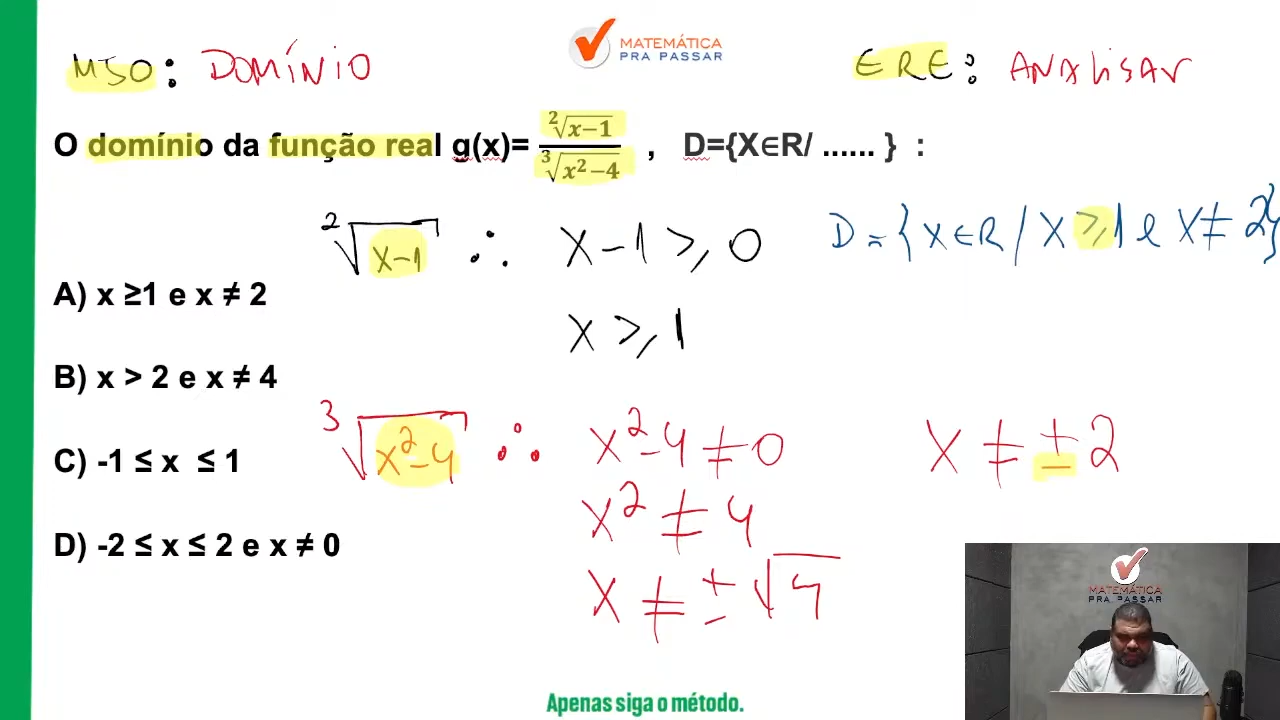 MJO: DOMÍNIO
MATEMÁTICA
PRA PASSAR
ERE: ANALISAR
O domínio da função real g(x)= ²√(x−1) / ³√(x²−4) , D={X∈R/ ...... } :
²√(x-1) ∴ x-1 ≥ 0
D = {x∈R / x ≥ 1 e x ≠ 2}
A) x ≥1 e x ≠ 2
x ≥ 1
B) x > 2 e x ≠ 4
³√(x²-4) ∴ x²-4 ≠ 0
x ≠ ±2
C) -1 ≤ x ≤ 1
x² ≠ 4
D) -2 ≤ x ≤ 2 e x ≠ 0
x ≠ ±√4
MATEMÁTICA
PRA PASSAR
Apenas siga o método.